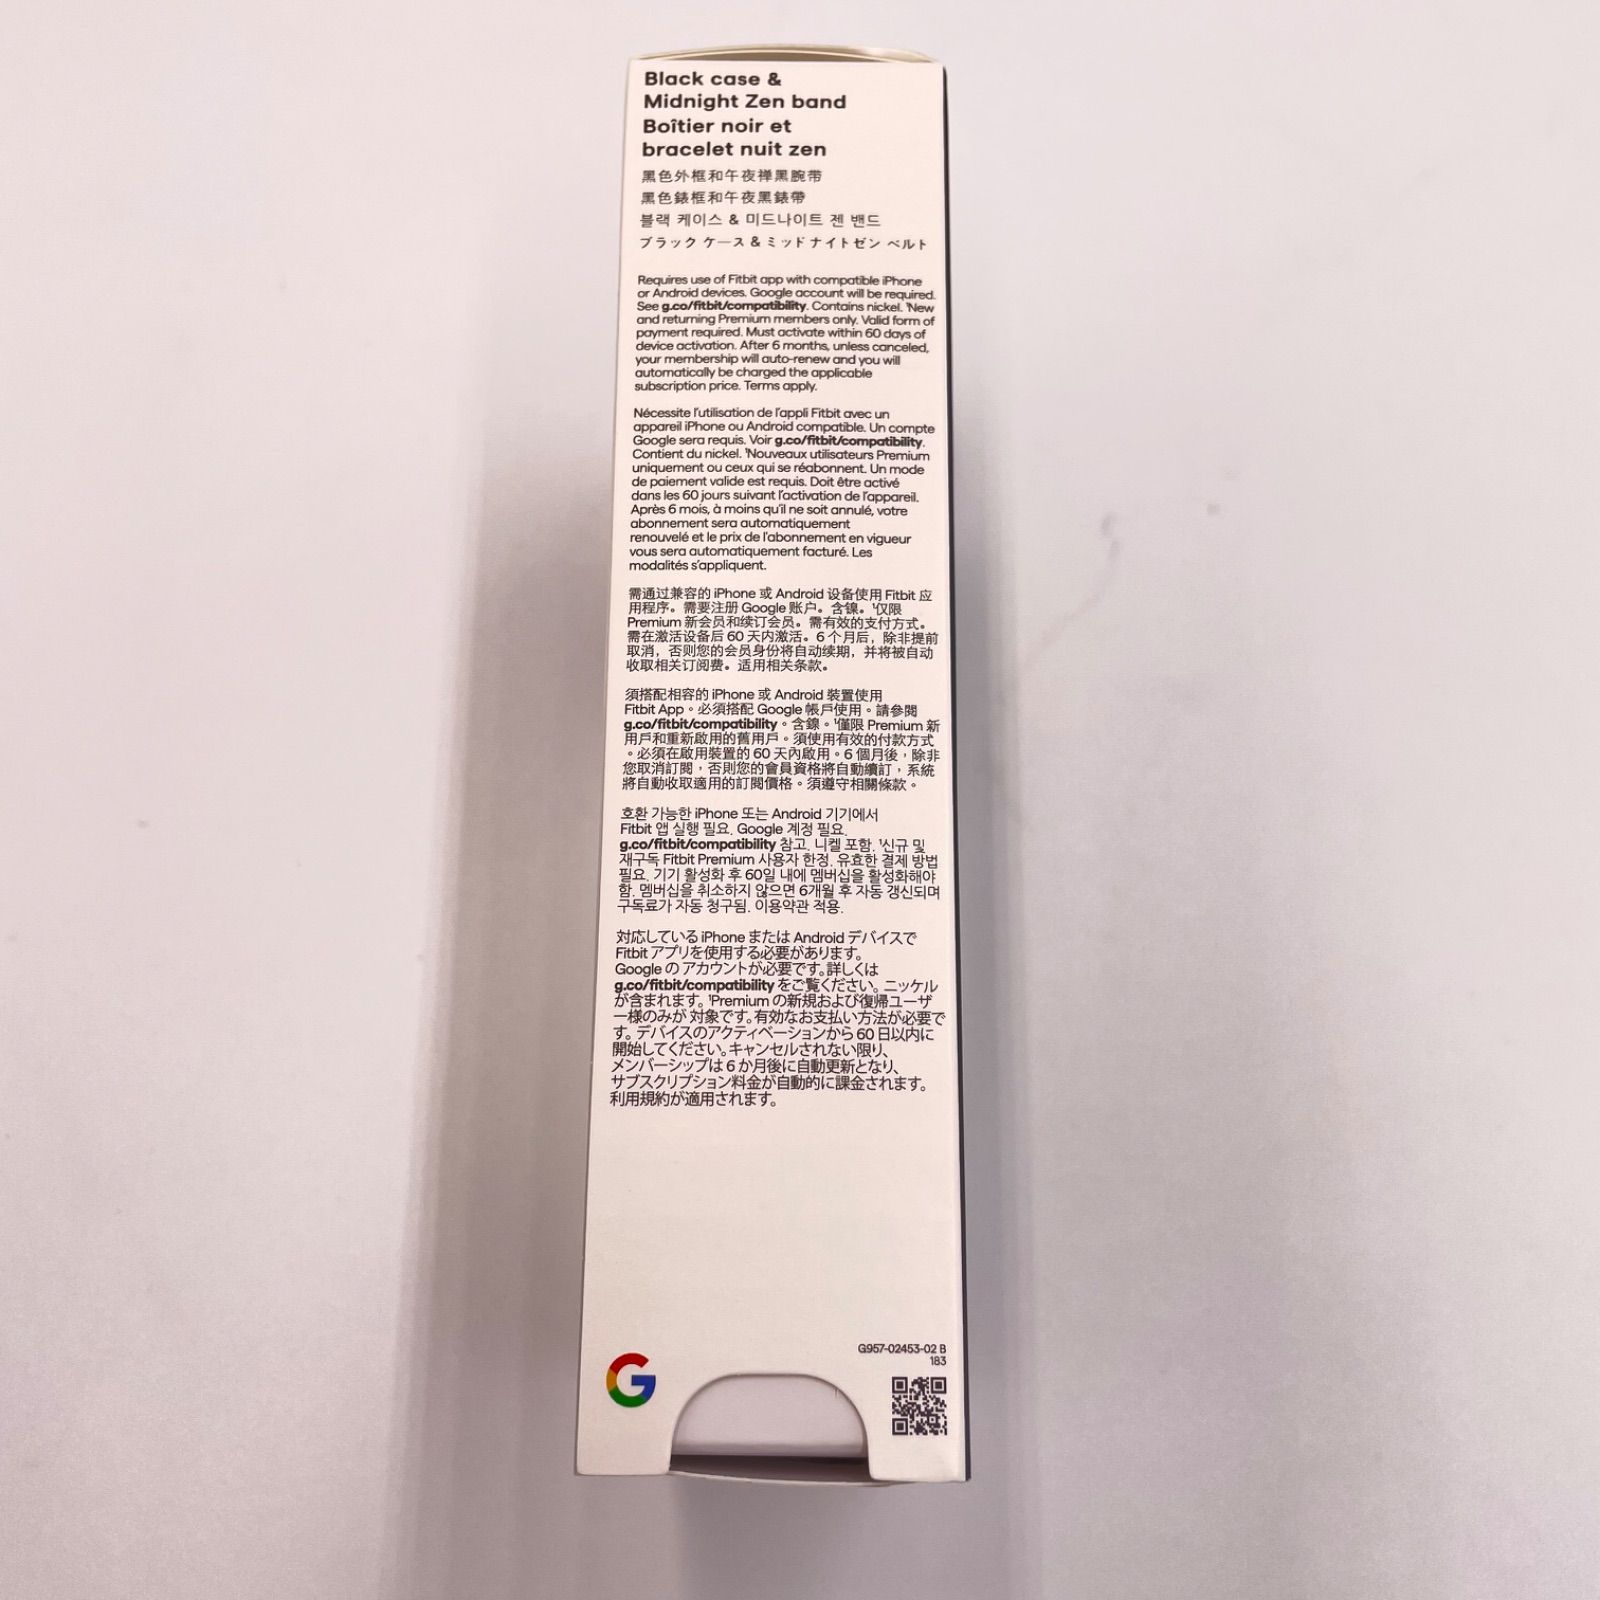 Black case &
Midnight Zen band
Boîtier noir et
bracelet nuit zen
黑色外框和午夜禅黑腕带
黑色錶框和午夜黑錶帶
블랙 케이스 & 미드나이트 젠 밴드
ブラック ケース & ミッドナイトゼン ベルト
Requires use of Fitbit app with compatible iPhone
or Android devices. Google account will be required.
See g.co/fitbit/compatibility. Contains nickel. ¹New
and returning Premium members only. Valid form of
payment required. Must activate within 60 days of
device activation. After 6 months, unless canceled,
your membership will auto-renew and you will
automatically be charged the applicable
subscription price. Terms apply.
Nécessite l'utilisation de l'appli Fitbit avec un
appareil iPhone ou Android compatible. Un compte
Google sera requis. Voir g.co/fitbit/compatibility.
Contient du nickel. ¹Nouveaux utilisateurs Premium
uniquement ou ceux qui se réabonnent. Un mode
de paiement valide est requis. Doit être activé
dans les 60 jours suivant l'activation de l'appareil.
Après 6 mois, à moins qu'il ne soit annulé, votre
abonnement sera automatiquement
renouvelé et le prix de l'abonnement en vigueur
vous sera automatiquement facturé. Les
modalités s'appliquent.
需通过兼容的 iPhone 或 Android 设备使用 Fitbit 应
用程序。需要注册 Google 账户。含镍。¹仅限
Premium 新会员和续订会员。需有效的支付方式。
需在激活设备后 60 天内激活。6 个月后，除非提前
取消，否则您的会员身份将自动续期，并将被自动
收取相关订阅费。适用相关条款。
須搭配相容的 iPhone 或 Android 裝置使用
Fitbit App。必須搭配 Google 帳戶使用。請參閱
g.co/fitbit/compatibility。含鎳。¹僅限 Premium 新
用戶和重新啟用的舊用戶。須使用有效的付款方式
。必須在啟用裝置的 60 天內啟用。6 個月後，除非
您取消訂閱，否則您的會員資格將自動續訂，系統
將自動收取適用的訂閱價格。須遵守相關條款。
호환 가능한 iPhone 또는 Android 기기에서
Fitbit 앱 실행 필요. Google 계정 필요.
g.co/fitbit/compatibility 참고. 니켈 포함. ¹신규 및
재구독 Fitbit Premium 사용자 한정. 유효한 결제 방법
필요. 기기 활성화 후 60일 내에 멤버십을 활성화해야
함. 멤버십을 취소하지 않으면 6개월 후 자동 갱신되며
구독료가 자동 청구됨. 이용약관 적용.
対応している iPhone または Android デバイスで
Fitbit アプリを使用する必要があります。
Google の アカウントが必要です。詳しくは
g.co/fitbit/compatibility をご覧ください。ニッケル
が含まれます。¹Premium の新規および復帰ユーザ
ー様のみが 対象です。有効なお支払い方法が必要で
す。デバイスのアクティベーションから 60 日以内に
開始してください。キャンセルされない限り、
メンバーシップは 6 か月後に自動更新となり、
サブスクリプション料金が自動的に課金されます。
利用規約が適用されます。
G957-02453-02 B
183
G